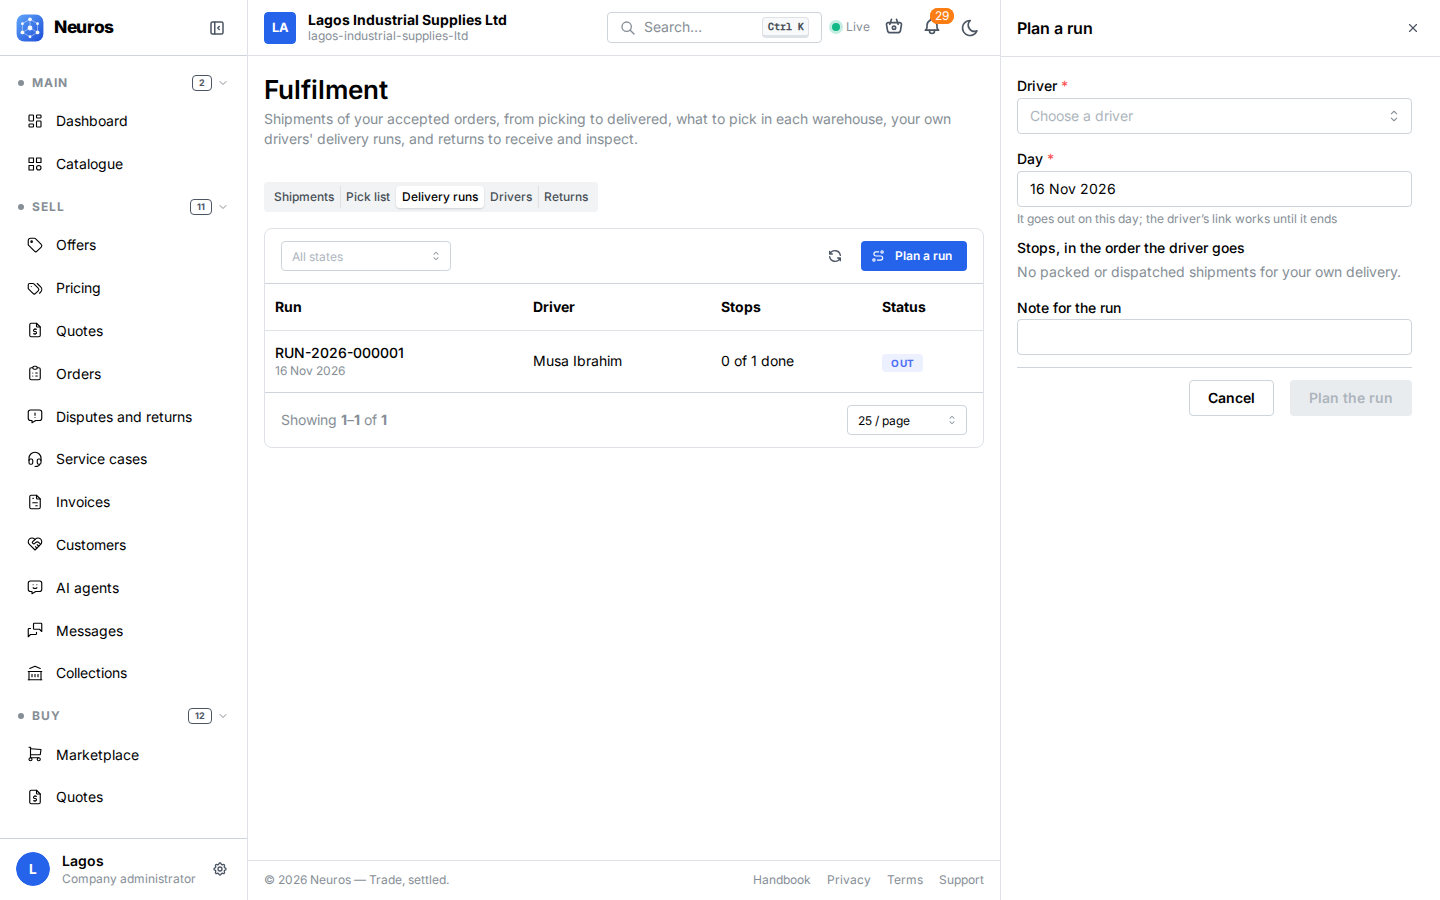 Neuros
MAIN
2
Dashboard
Catalogue
SELL
11
Offers
Pricing
Quotes
Orders
Disputes and returns
Service cases
Invoices
Customers
AI agents
Messages
Collections
BUY
12
Marketplace
Quotes
L
Lagos
Company administrator
LA
Lagos Industrial Supplies Ltd
lagos-industrial-supplies-ltd
Search...
Ctrl K
Live
29
Fulfilment
Shipments of your accepted orders, from picking to delivered, what to pick in each warehouse, your own
drivers' delivery runs, and returns to receive and inspect.
Shipments
Pick list
Delivery runs
Drivers
Returns
All states
Plan a run
Run Driver Stops Status
RUN-2026-000001 Musa Ibrahim 0 of 1 done OUT
16 Nov 2026
Showing 1–1 of 1
25 / page
© 2026 Neuros — Trade, settled.
Handbook
Privacy
Terms
Support
Plan a run
Driver *
Choose a driver
Day *
16 Nov 2026
It goes out on this day; the driver's link works until it ends
Stops, in the order the driver goes
No packed or dispatched shipments for your own delivery.
Note for the run
Cancel
Plan the run